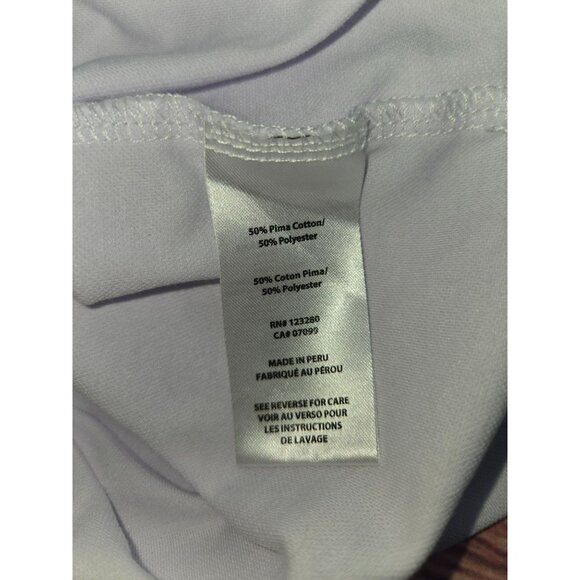 50% Pima Cotton/
50% Polyester
50% Coton Pima/
50% Polyester
RN# 123280
CA# 07099
MADE IN PERU
FABRIQUÉ AU PÉROU
SEE REVERSE FOR CARE
VOIR AU VERSO POUR
LES INSTRUCTIONS
DE LAVAGE